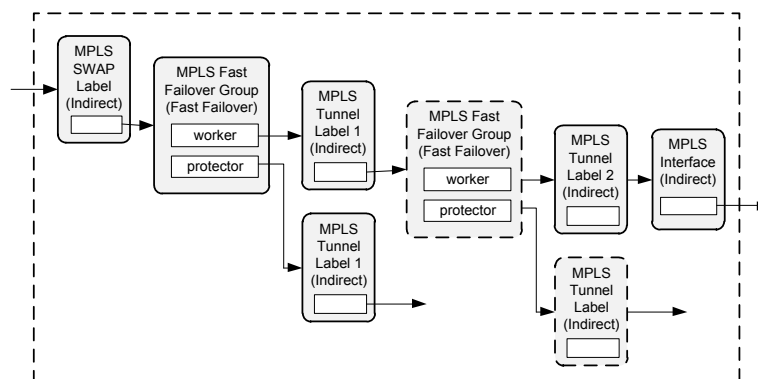 MPLS
SWAP
Label
(Indirect)
MPLS Fast
Failover Group
(Fast Failover)
worker
protector
MPLS
Tunnel
Label 1
(Indirect)
MPLS
Tunnel
Label 1
(Indirect)
MPLS Fast
Failover Group
(Fast Failover)
worker
protector
MPLS
Tunnel
Label 2
(Indirect)
MPLS
Tunnel
Label
(Indirect)
MPLS
Interface
(Indirect)